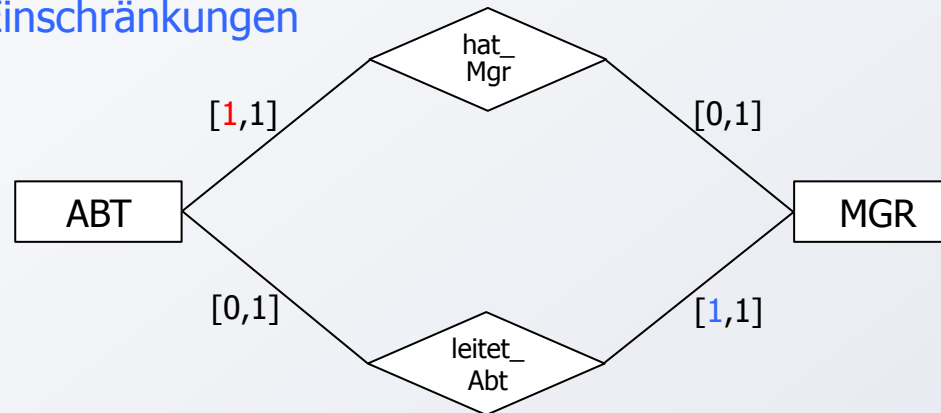 Einschränkungen
hat_
Mgr
[1,1]
[0,1]
ABT
MGR
[0,1]
[1,1]
leitet_
Abt